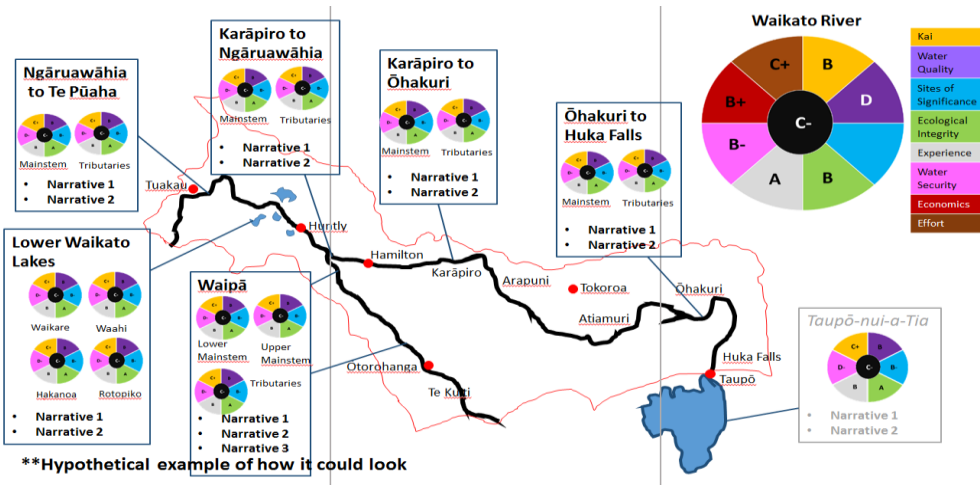 Waikato River
C+
B
D
B
A
B-
B+
C-
Kai
Water
Quality
Sites of
Significance
Ecological
Integrity
Experience
Water
Security
Economics
Effort
Karāpiro to
Ngāruawāhia
Mainstem
Tributaries
• Narrative 1
• Narrative 2
Ngāruawāhia
to Te Pūaha
Mainstem
Tributaries
• Narrative 1
• Narrative 2
Karāpiro to
Ōhakuri
Mainstem
Tributaries
• Narrative 1
• Narrative 2
Ōhakuri to
Huka Falls
Mainstem
Tributaries
• Narrative 1
• Narrative 2
Lower Waikato
Lakes
Waikare
Waahi
Hakanoa
Rotopiko
• Narrative 1
• Narrative 2
Waipā
Lower
Mainstem
Upper
Mainstem
Tributaries
• Narrative 1
• Narrative 2
• Narrative 3
Taupō-nui-a-Tia
C+
B
D-
B-
C-
B
A
• Narrative 1
• Narrative 2
Tuakau
Huntly
Hamilton
Karāpiro
Arapuni
Tokoroa
Atiamuri
Ōhakuri
Huka Falls
Taupō
Otorohanga
Te Kuiti
**Hypothetical example of how it could look